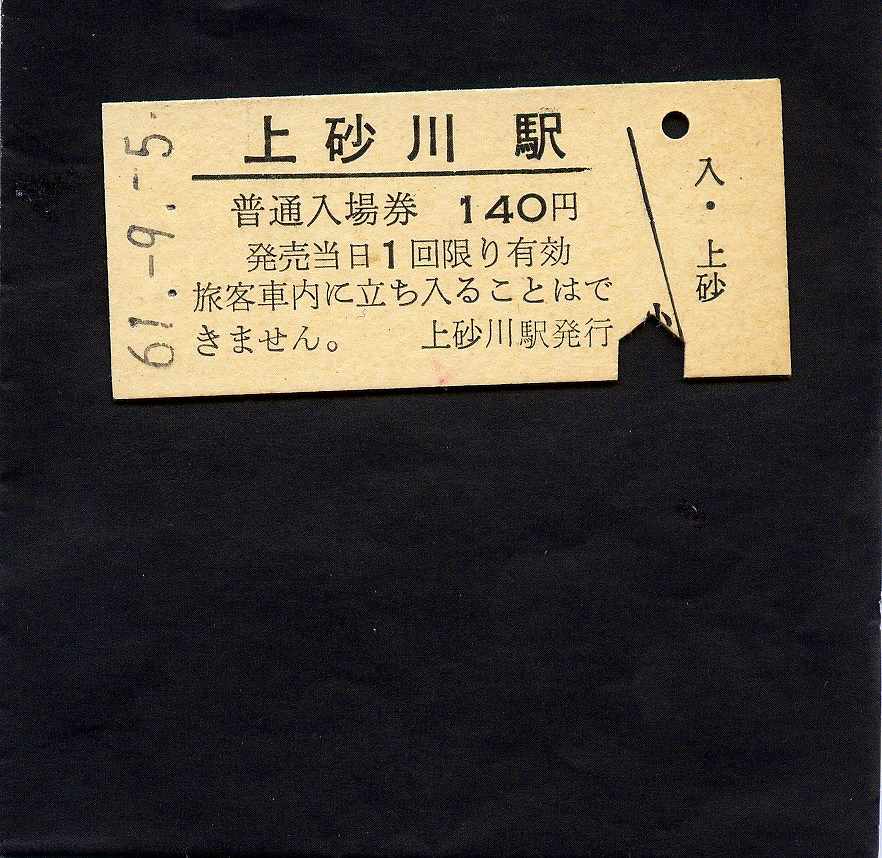 61.-9.-5.
上砂川駅
普通入場券 140円
発売当日1回限り有効
旅客車内に立ち入ることはで
きません。 上砂川駅発行
小
入・上砂